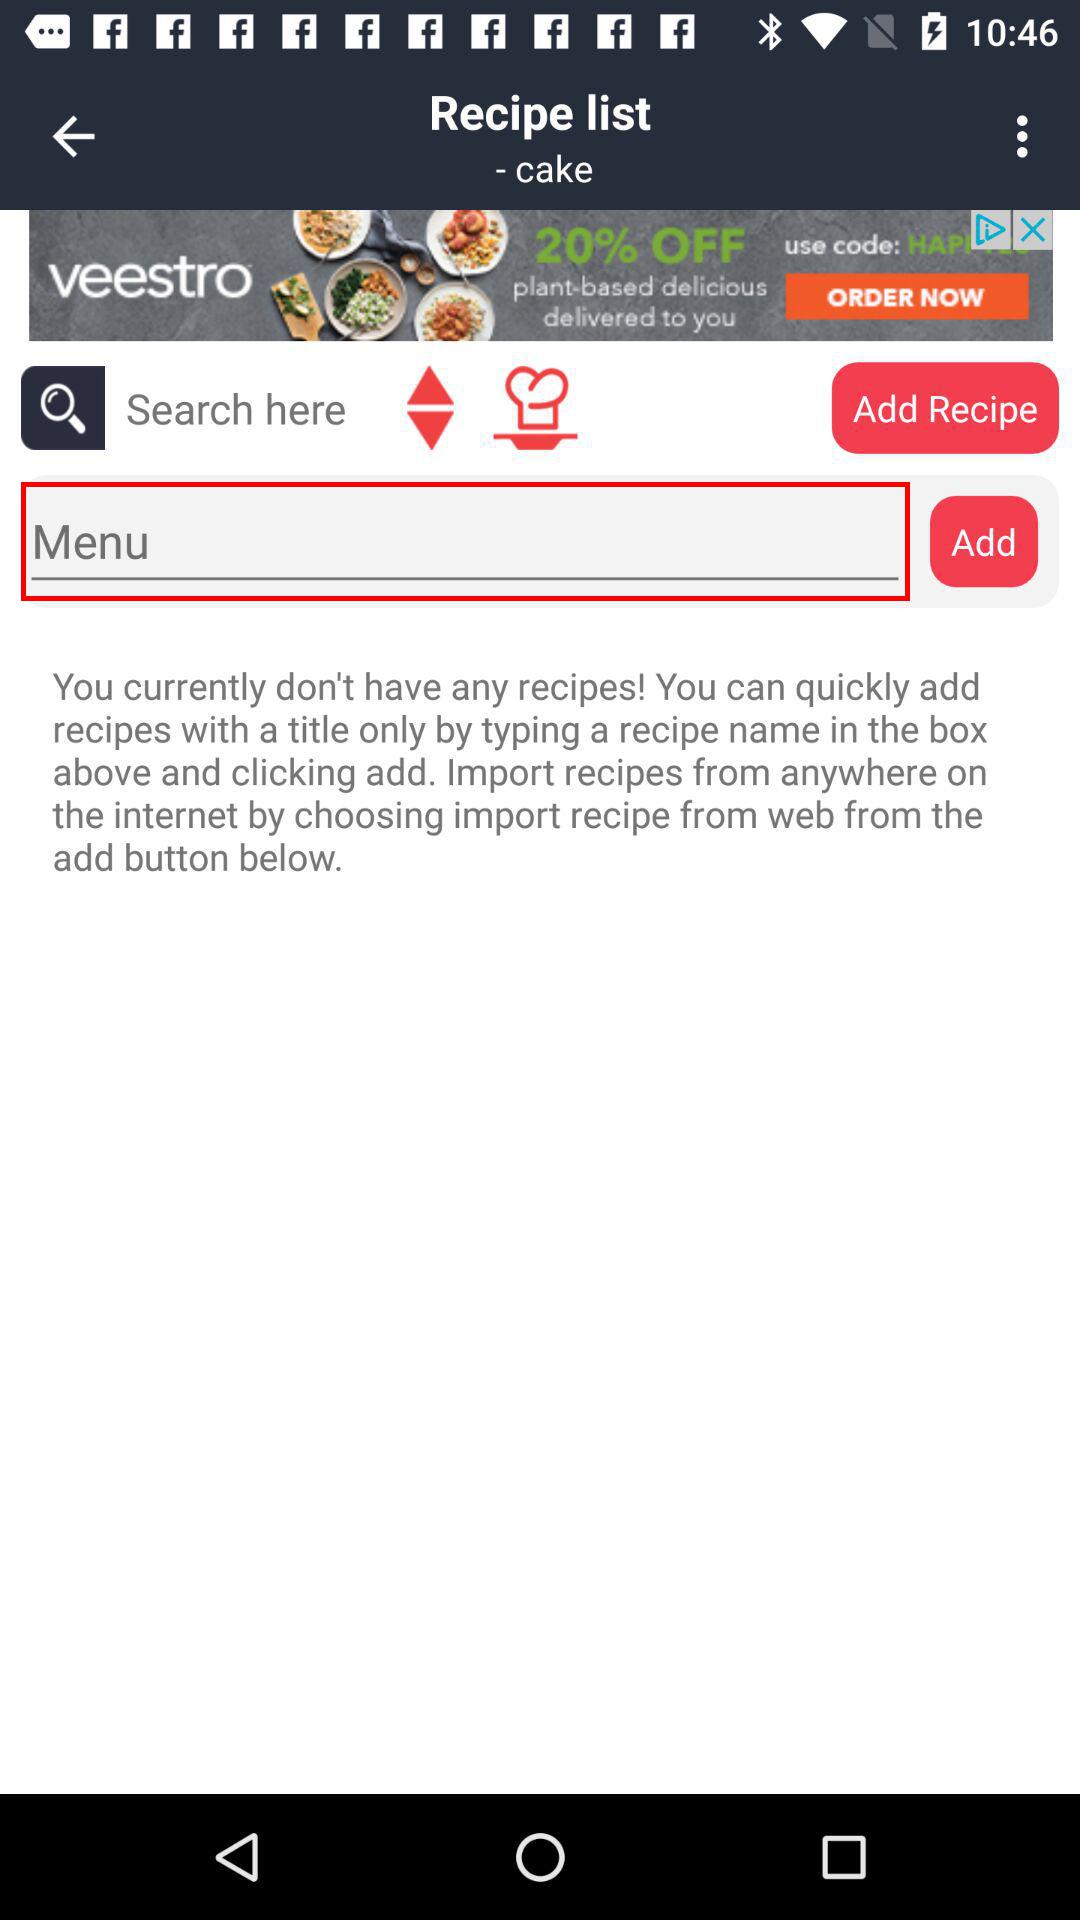 10:46
Recipe list
- cake
veestro
20% OFF
plant-based delicious
delivered to you
use code:
ORDER NOW
Search here
Add Recipe
Menu
Add
You currently don't have any recipes! You can quickly add
recipes with a title only by typing a recipe name in the box
above and clicking add. Import recipes from anywhere on
the internet by choosing import recipe from web from the
add button below.